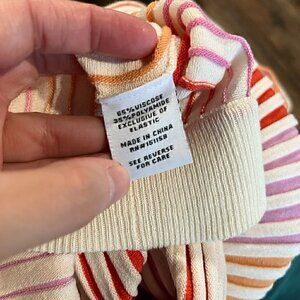 65%VISCOSE
35%POLYAMIDE
EXCLUSIVE OF
ELASTIC
MADE IN CHINA
RN#151158
SEE REVERSE
FOR CARE